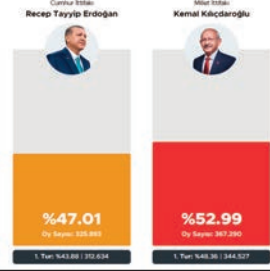 Cumhur İttifakı
Recep Tayyip Erdoğan
%47.01
Oy Sayısı: 325.893
1. Tur: %43.88 | 312.634
Millet İttifakı
Kemal Kılıçdaroğlu
%52.99
Oy Sayısı: 367.290
1. Tur: %48.36 | 344.527